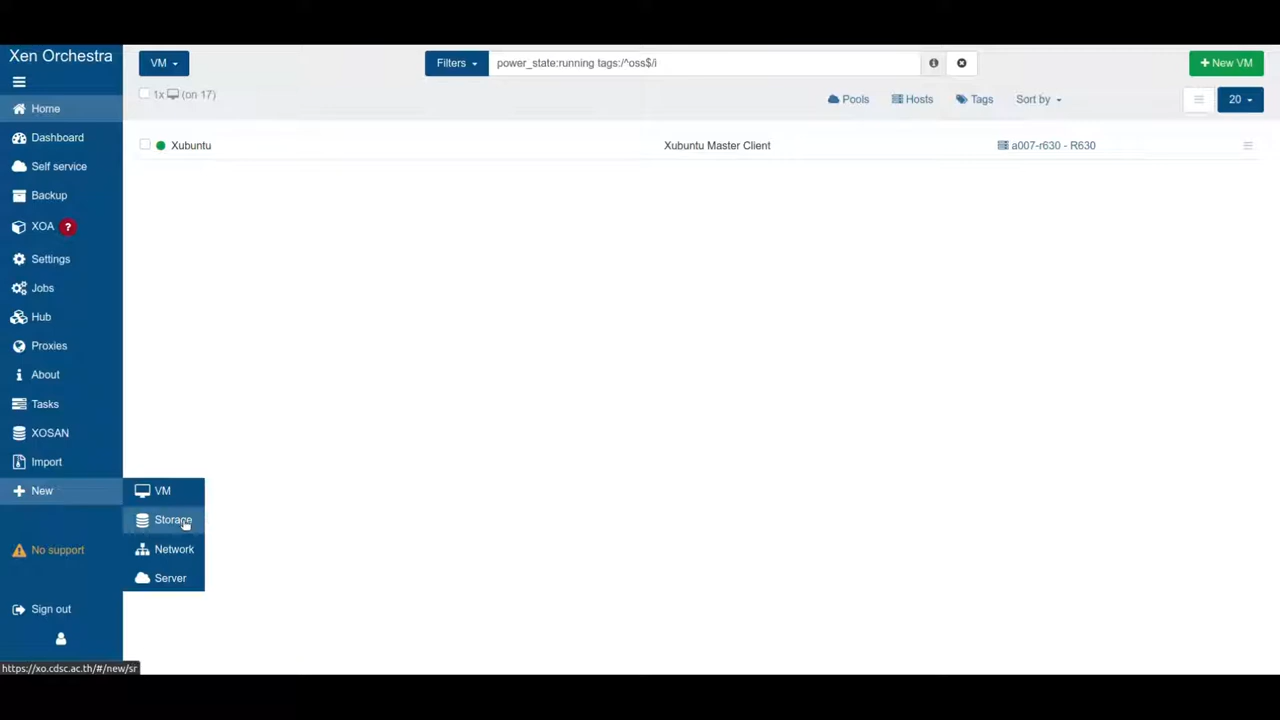 Xen Orchestra
Home
Dashboard
Self service
Backup
XOA ?
Settings
Jobs
Hub
Proxies
About
Tasks
XOSAN
Import
New
No support
Sign out
VM
Storage
Network
Server
VM
Filters
power_state:running tags:/^oss$/i
New VM
1x (on 17)
Pools
Hosts
Tags
Sort by
20
Xubuntu
Xubuntu Master Client
a007-r630 - R630
https://xo.cdsc.ac.th/#/new/sr